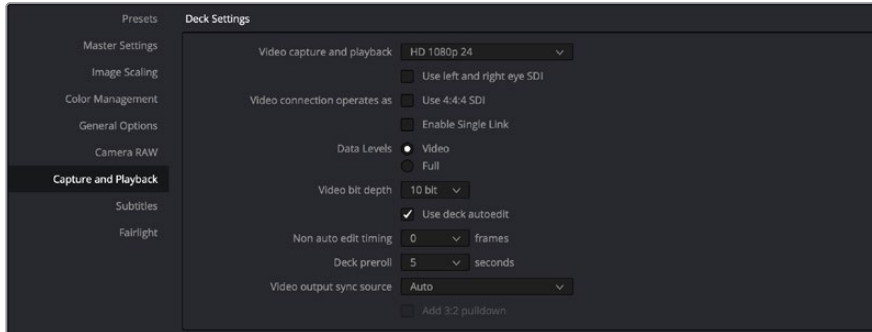 Presets
Master Settings
Image Scaling
Color Management
General Options
Camera RAW
Capture and Playback
Subtitles
Fairlight
Deck Settings
Video capture and playback HD 1080p 24
Use left and right eye SDI
Video connection operates as Use 4:4:4 SDI
Enable Single Link
Data Levels Video
Full
Video bit depth 10 bit
Use deck autoedit
Non auto edit timing 0 frames
Deck preroll 5 seconds
Video output sync source Auto
Add 3:2 pulldown